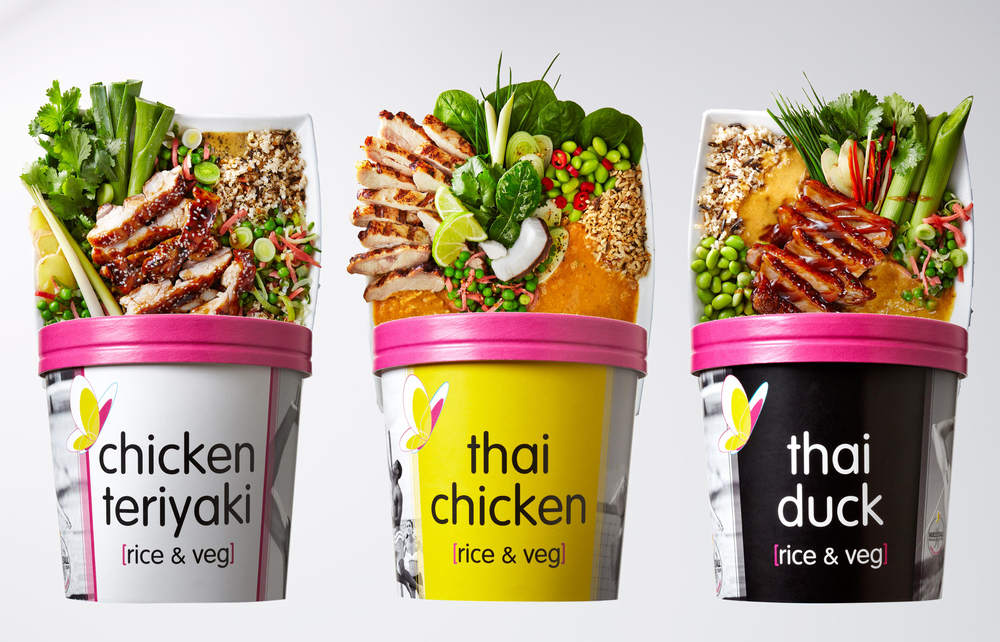 chicken
teriyaki
[rice & veg]
thai
chicken
[rice & veg]
thai
duck
[rice & veg]